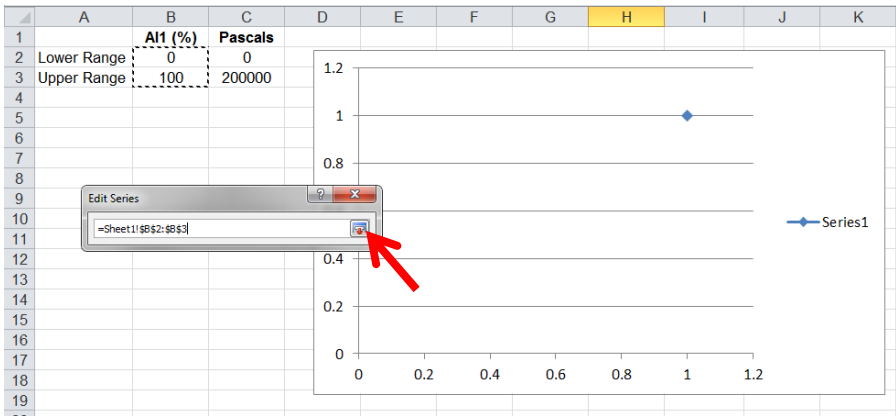 A B C D E F G H I J K
1 AI1 (%) Pascals
2 Lower Range 0 0
3 Upper Range 100 200000
4
5
6
7
8
9
10
11
12
13
14
15
16
17
18
19
1.2
1
0.8
0.4
0.2
0
0 0.2 0.4 0.6 0.8 1 1.2
Series1
Edit Series
?
=Sheet1!$B$2:$B$3